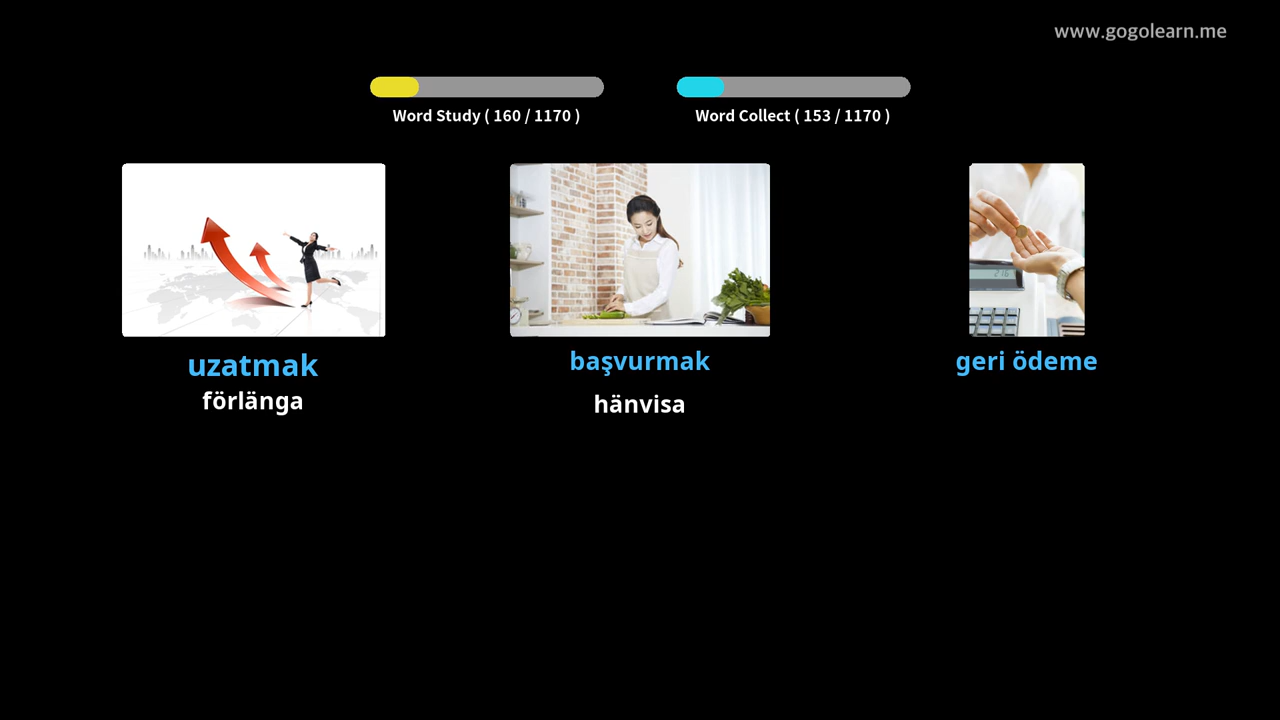 www.gogolearn.me
Word Study ( 160 / 1170 )
Word Collect ( 153 / 1170 )
uzatmak
förlänga
başvurmak
hänvisa
geri ödeme